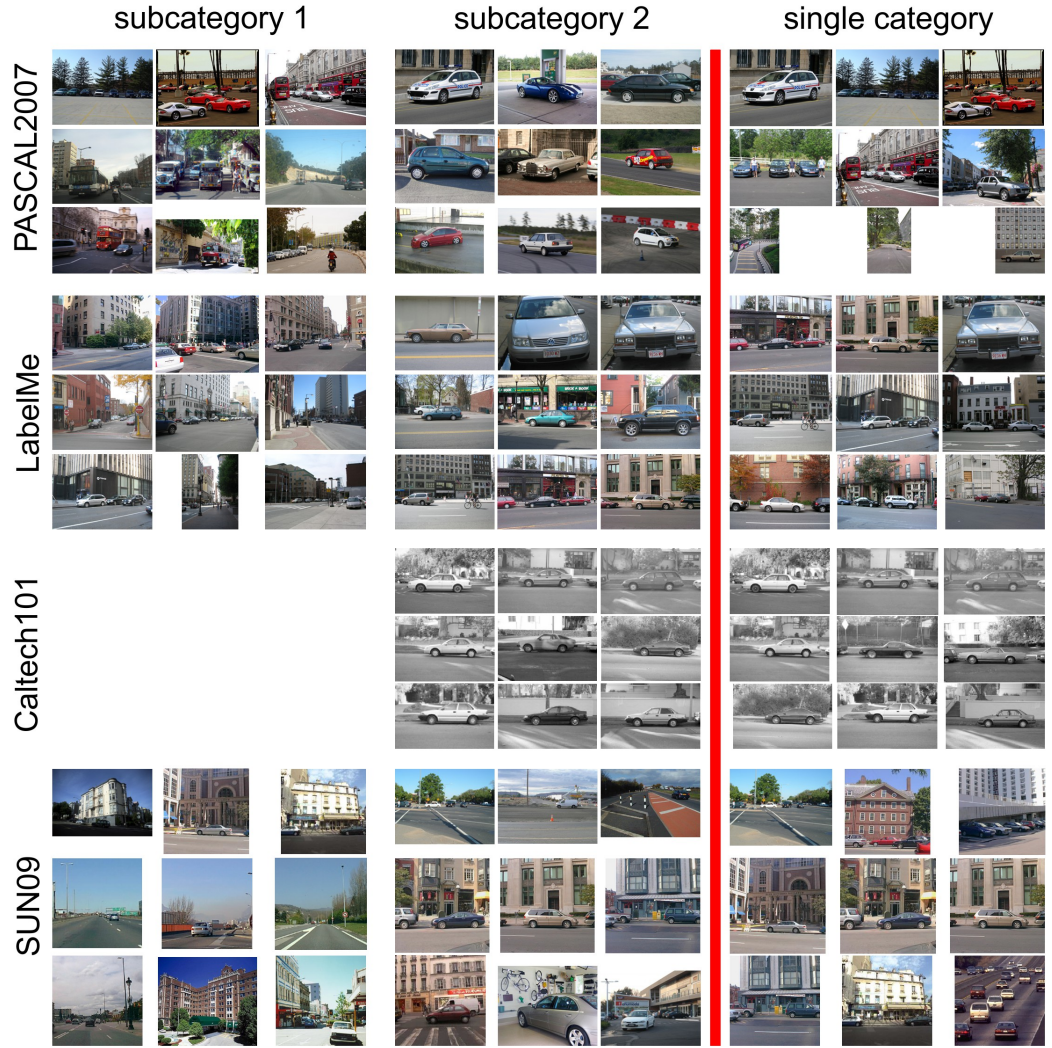 subcategory 1
subcategory 2
single category
PASCAL2007
LabelMe
Caltech101
SUN09